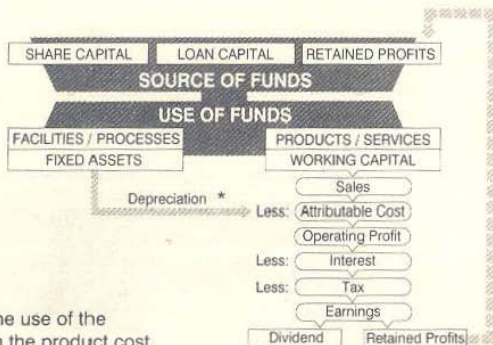 SHARE CAPITAL LOAN CAPITAL RETAINED PROFITS
SOURCE OF FUNDS
USE OF FUNDS
FACILITIES / PROCESSES PRODUCTS / SERVICES
FIXED ASSETS WORKING CAPITAL
Sales
Depreciation * Less: Attributable Cost
Operating Profit
Less: Interest
Less: Tax
Earnings
Dividend Retained Profits
he use of the
the product cost